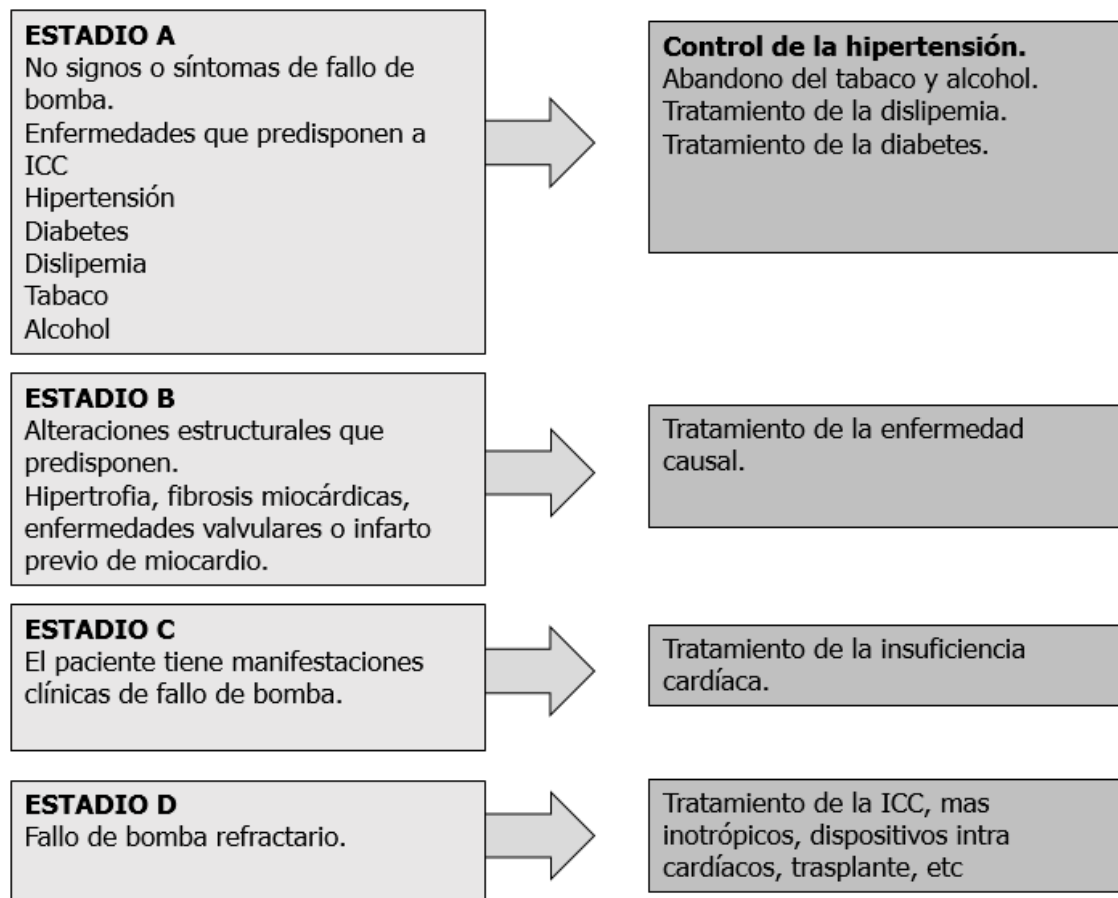 ESTADIO A
No signos o síntomas de fallo de
bomba.
Enfermedades que predisponen a
ICC
Hipertensión
Diabetes
Dislipemia
Tabaco
Alcohol
Control de la hipertensión.
Abandono del tabaco y alcohol.
Tratamiento de la dislipemia.
Tratamiento de la diabetes.
ESTADIO B
Alteraciones estructurales que
predisponen.
Hipertrofia, fibrosis miocárdicas,
enfermedades valvulares o infarto
previo de miocardio.
Tratamiento de la enfermedad
causal.
ESTADIO C
El paciente tiene manifestaciones
clínicas de fallo de bomba.
Tratamiento de la insuficiencia
cardíaca.
ESTADIO D
Fallo de bomba refractario.
Tratamiento de la ICC, mas
inotrópicos, dispositivos intra
cardíacos, trasplante, etc